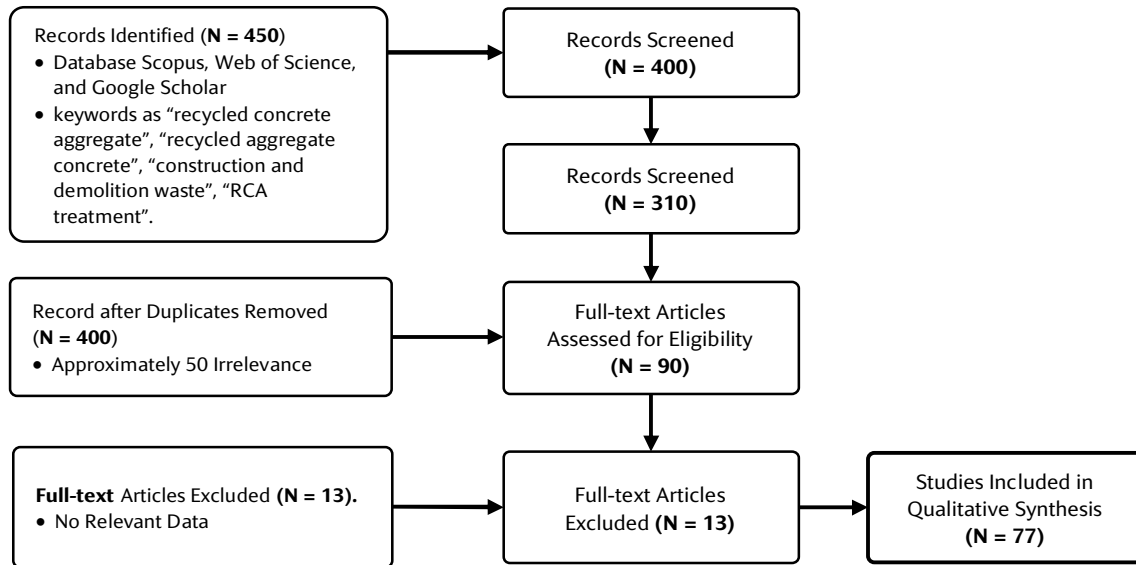 Records Identified (N = 450)
• Database Scopus, Web of Science,
and Google Scholar
• keywords as “recycled concrete
aggregate”, “recycled aggregate
concrete”, “construction and
demolition waste”, “RCA
treatment”.
Records Screened
(N = 400)
Records Screened
(N = 310)
Record after Duplicates Removed
(N = 400)
• Approximately 50 Irrelevance
Full-text Articles
Assessed for Eligibility
(N = 90)
Full-text Articles Excluded (N = 13).
• No Relevant Data
Full-text Articles
Excluded (N = 13)
Studies Included in
Qualitative Synthesis
(N = 77)